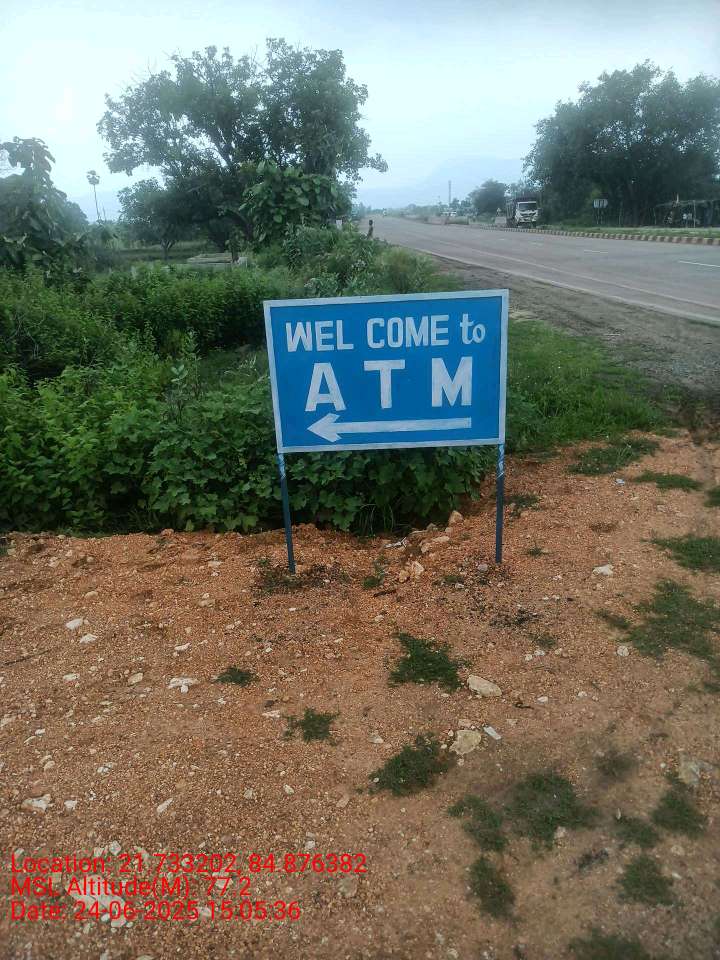 WEL COME to
ATM
Location: 21.733202, 84.876382
MSL Altitude(M): 77.2
Date: 24-06-2025 15:05:36